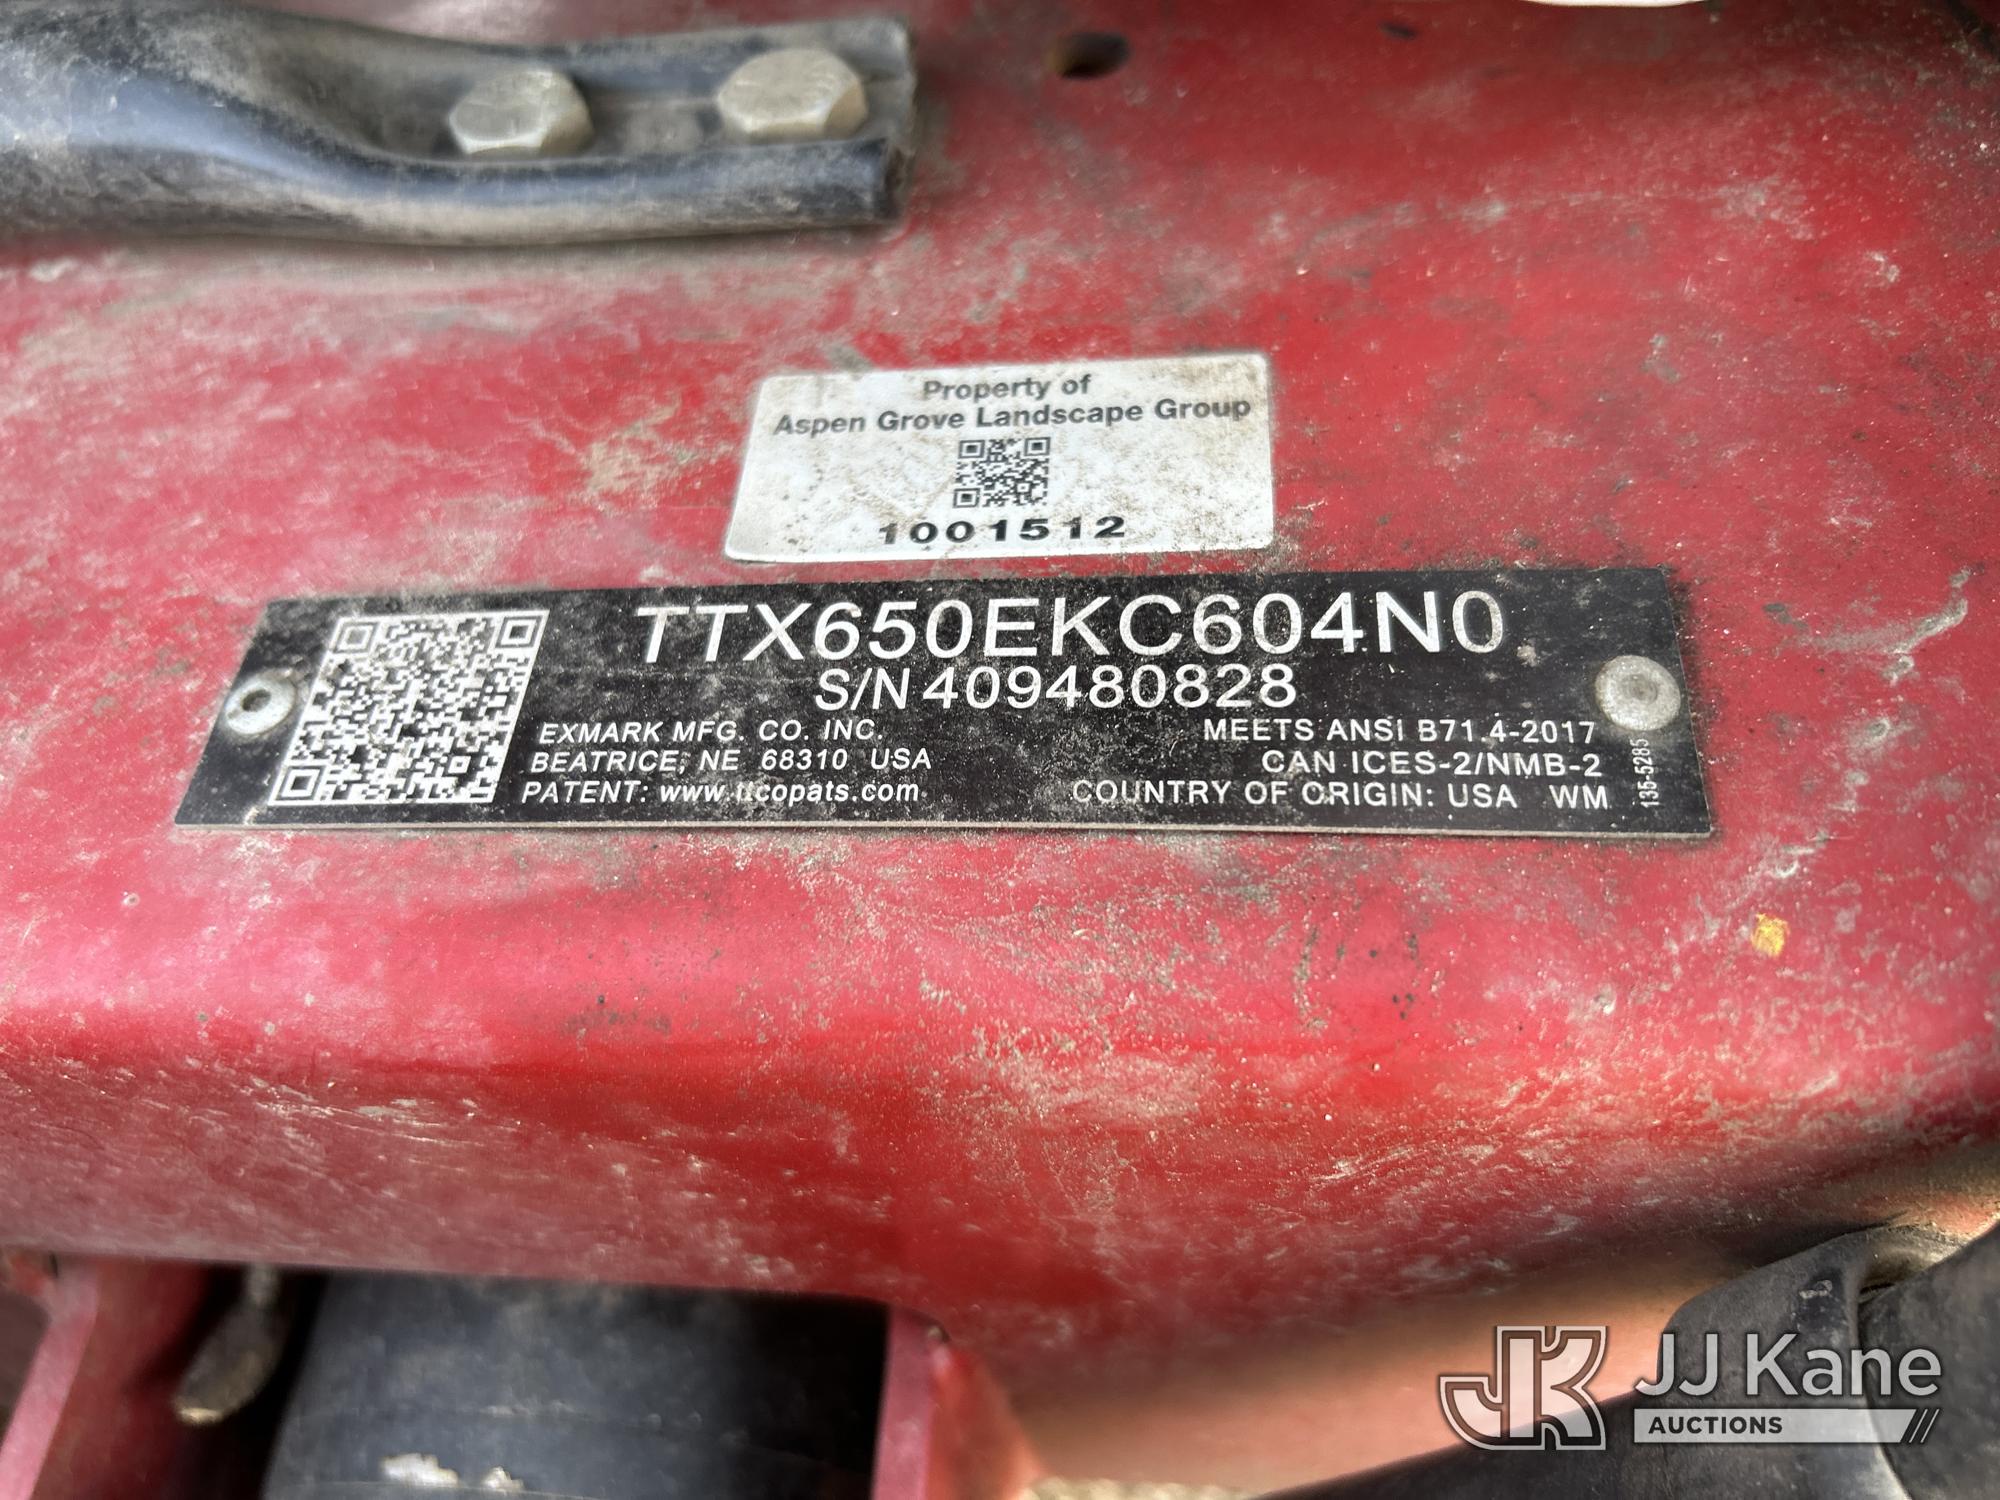 Property of
Aspen Grove Landscape Group
1001512
TTX650EKC604N0
S/N 409480828
EXMARK MFG. CO. INC.
BEATRICE, NE 68310 USA
PATENT: www.ttcopats.com
MEETS ANSI B71.4-2017
CAN ICES-2/NMB-2
COUNTRY OF ORIGIN: USA WM
135-5285
JK JJ Kane
AUCTIONS